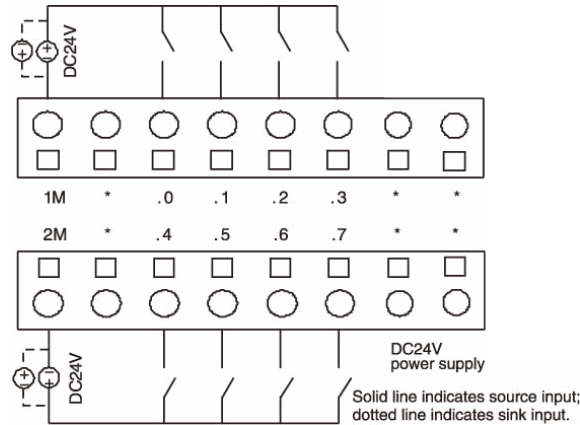 DC24V
1M * .0 .1 .2 .3 * *
2M * .4 .5 .6 .7 * *
DC24V
DC24V
power supply
Solid line indicates source input;
dotted line indicates sink input.